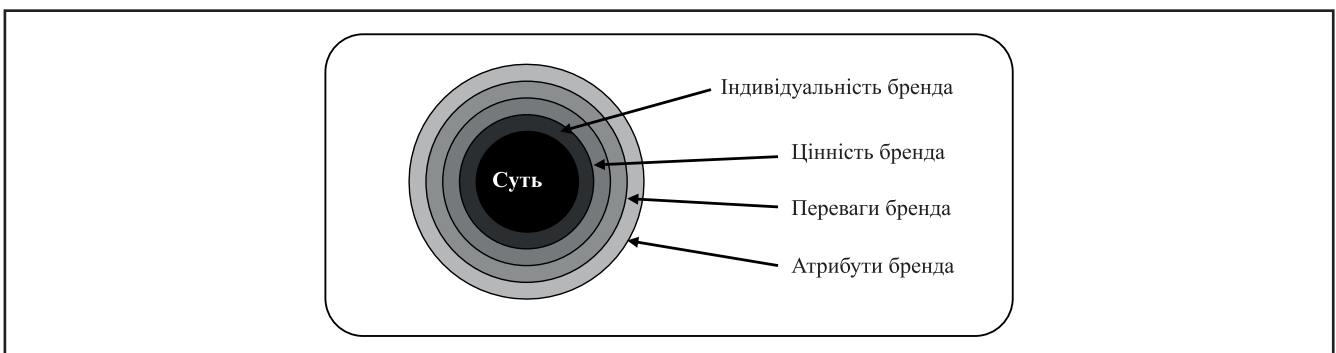 Індивідуальність бренда
Цінність бренда
Суть
Переваги бренда
Атрибути бренда